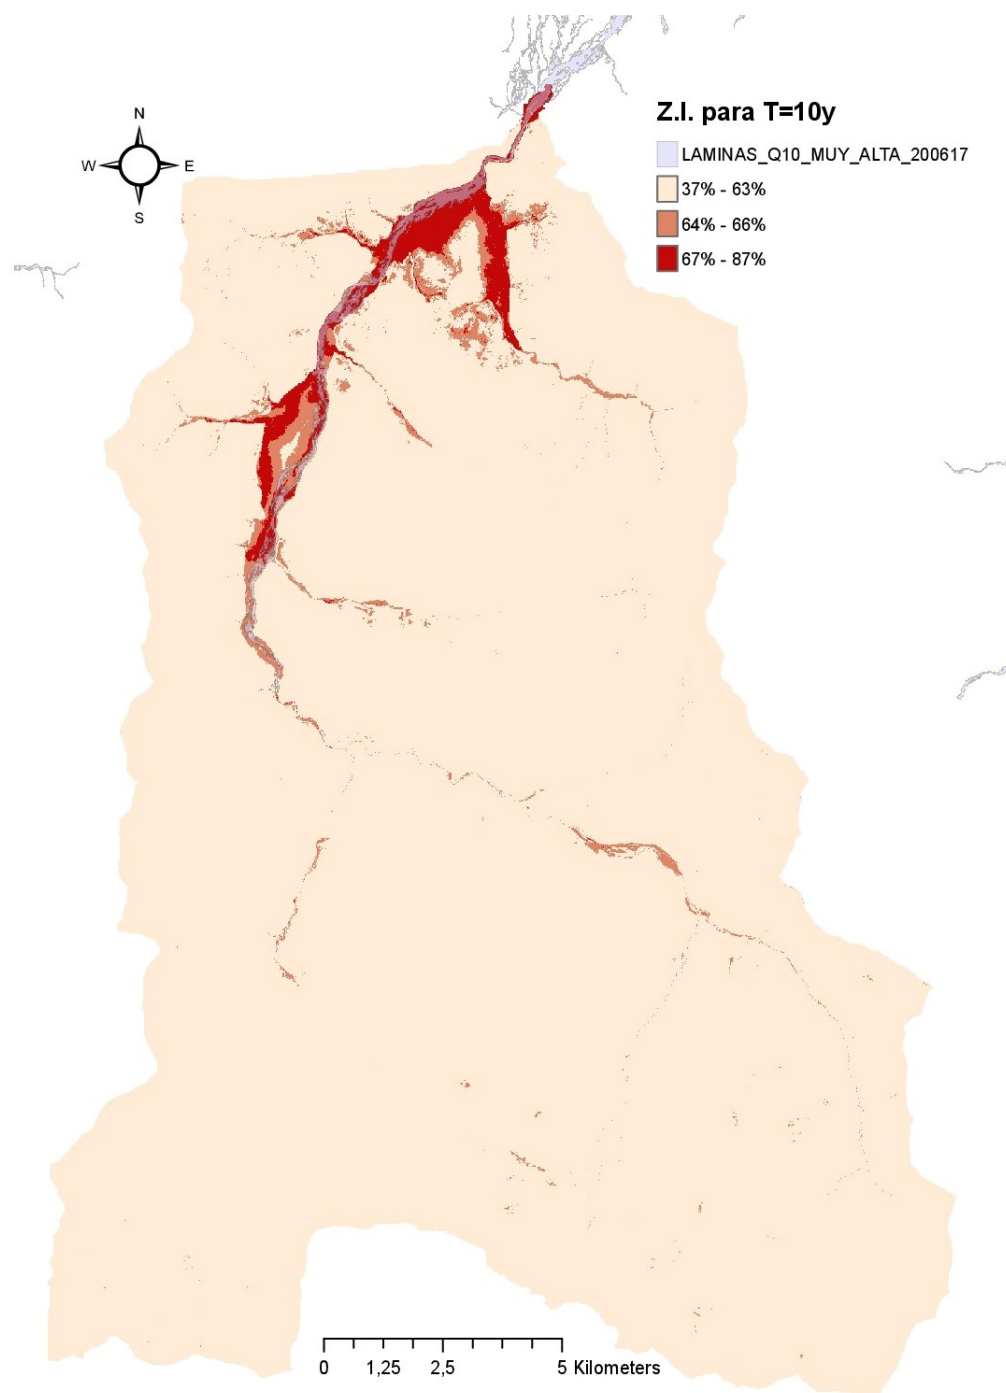 Z.I. para T=10y
N
W E
S
LAMINAS_Q10_MUY_ALTA_200617
37% - 63%
64% - 66%
67% - 87%
0 1,25 2,5 5 Kilometers